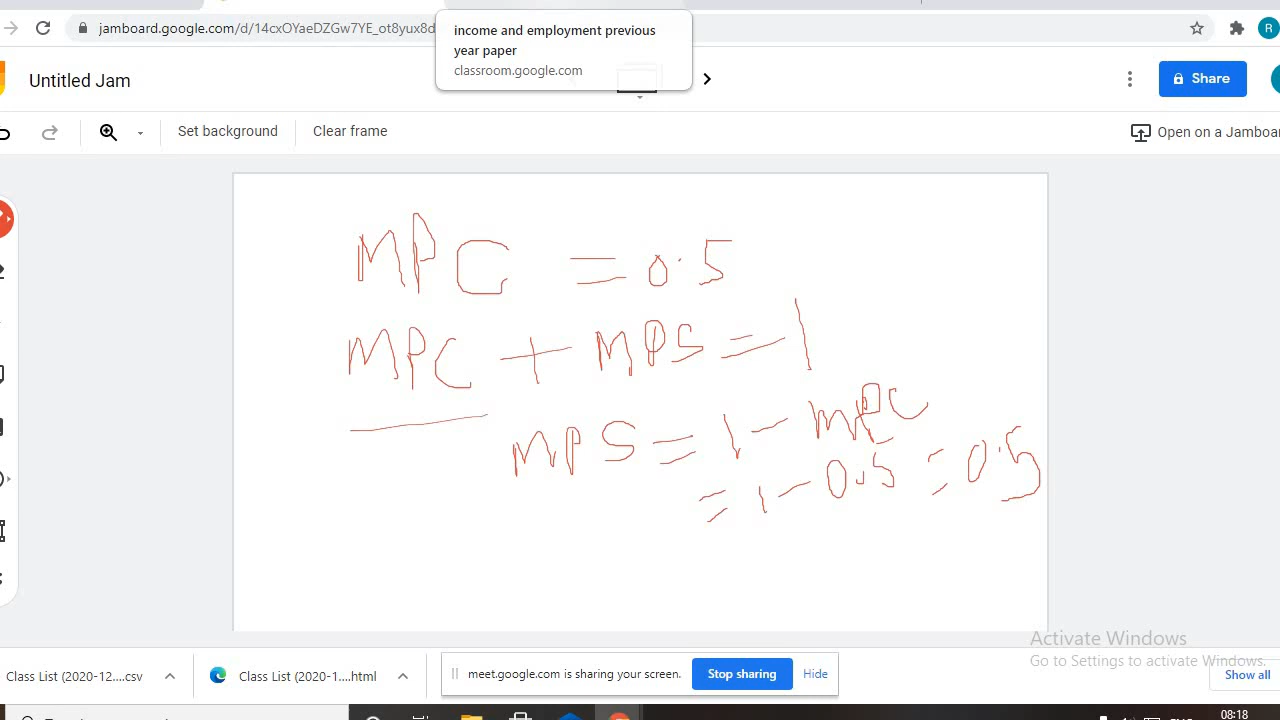 jamboard.google.com/d/14cxOYaeDZGw7YE_ot8yux8d
income and employment previous
year paper
classroom.google.com
R
Untitled Jam
Share
Set background
Clear frame
Open on a Jamboar
MPC = 0.5
MPC + MPS = 1
MPS = 1 - MPC
= 1 - 0.5 = 0.5
Activate Windows
Go to Settings to activate Windows.
Class List (2020-12....csv
Class List (2020-1....html
meet.google.com is sharing your screen.
Stop sharing
Hide
Show all
08:18